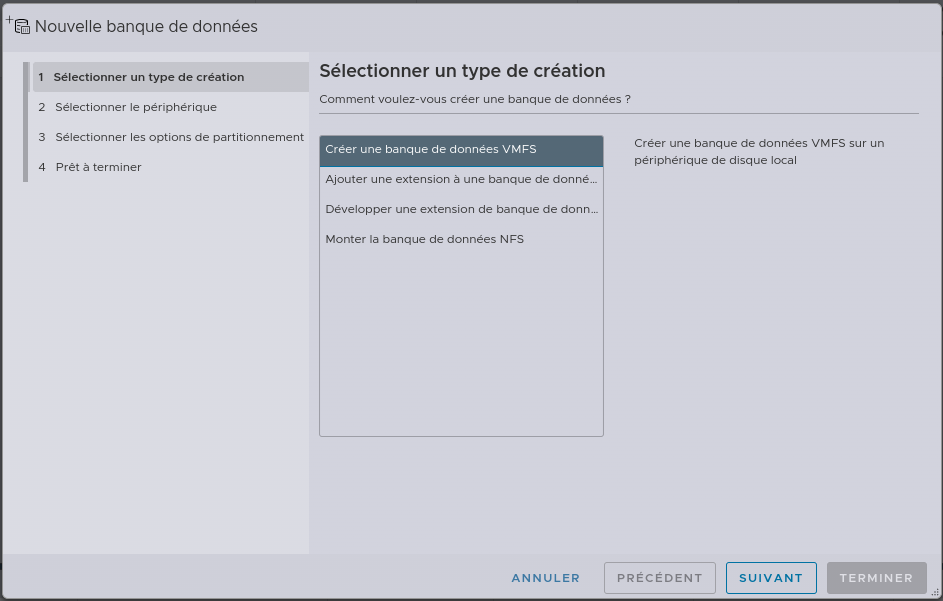 Nouvelle banque de données
1 Sélectionner un type de création
2 Sélectionner le périphérique
3 Sélectionner les options de partitionnement
4 Prêt à terminer
Sélectionner un type de création
Comment voulez-vous créer une banque de données ?
Créer une banque de données VMFS
Ajouter une extension à une banque de donné...
Développer une extension de banque de donn...
Monter la banque de données NFS
Créer une banque de données VMFS sur un
périphérique de disque local
ANNULER
PRÉCÉDENT
SUIVANT
TERMINER